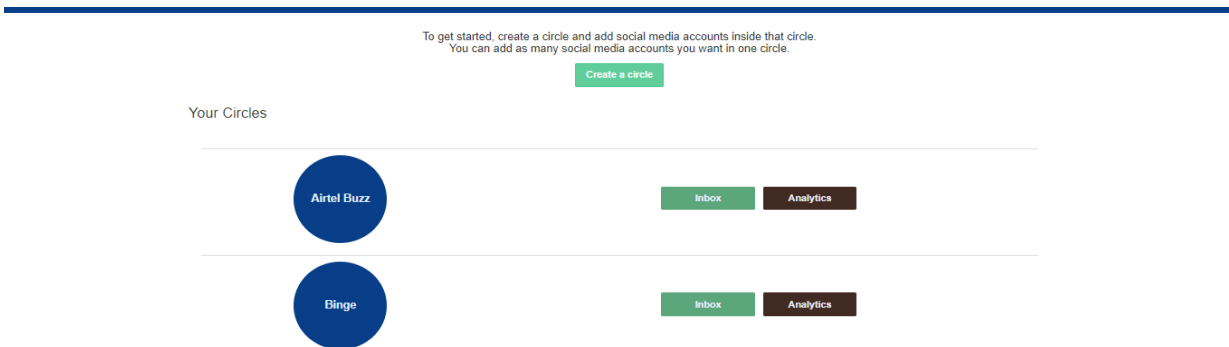 To get started, create a circle and add social media accounts inside that circle.
You can add as many social media accounts you want in one circle.
Create a circle
Your Circles
Airtel Buzz
Inbox
Analytics
Binge
Inbox
Analytics